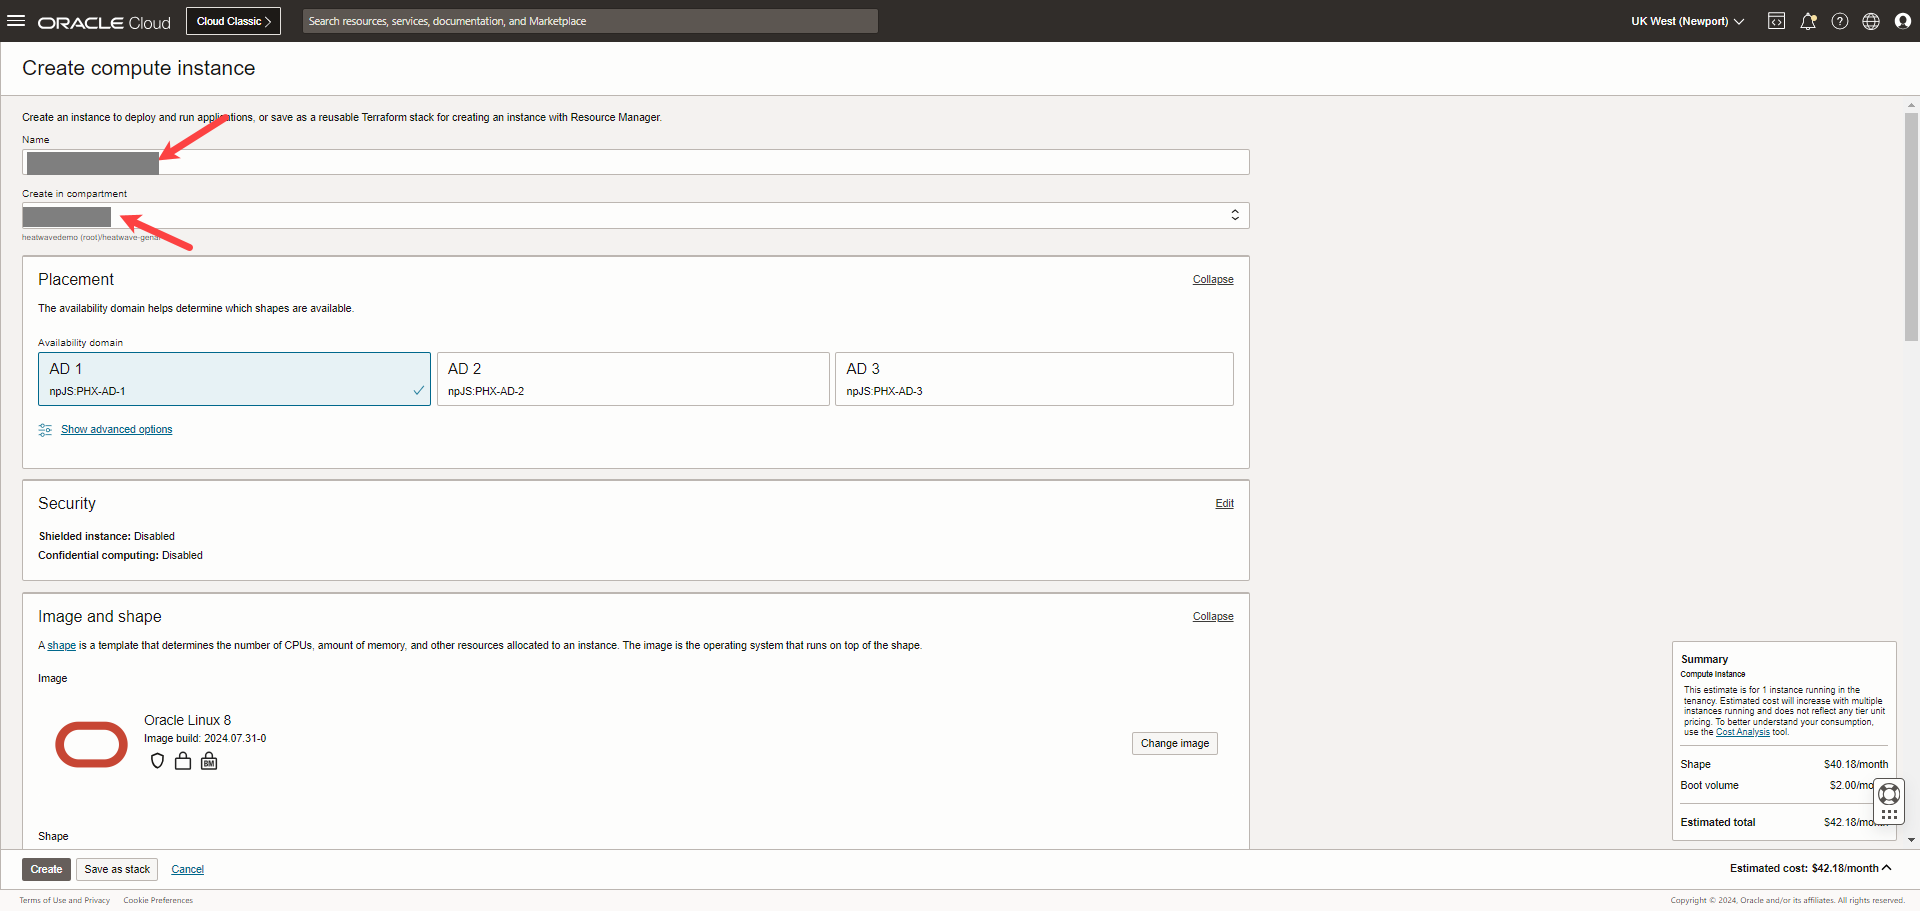 ORACLE Cloud
Cloud Classic
Search resources, services, documentation, and Marketplace
UK West (Newport)
Create compute instance
Create an instance to deploy and run applications, or save as a reusable Terraform stack for creating an instance with Resource Manager.
Name
Create in compartment
heatwavedemo (root)/heatwave-genai
Placement
Collapse
The availability domain helps determine which shapes are available.
Availability domain
AD 1
npJS:PHX-AD-1
AD 2
npJS:PHX-AD-2
AD 3
npJS:PHX-AD-3
Show advanced options
Security
Edit
Shielded instance: Disabled
Confidential computing: Disabled
Image and shape
Collapse
A shape is a template that determines the number of CPUs, amount of memory, and other resources allocated to an instance. The image is the operating system that runs on top of the shape.
Image
Oracle Linux 8
Image build: 2024.07.31-0
BM
Change image
Shape
Summary
Compute Instance
This estimate is for 1 instance running in the
tenancy. Estimated cost will increase with multiple
instances running and does not reflect any tier unit
pricing. To better understand your consumption,
use the Cost Analysis tool.
Shape $40.18/month
Boot volume $2.00/mo
Estimated total $42.18/month
Create
Save as stack
Cancel
Estimated cost: $42.18/month
Terms of Use and Privacy
Cookie Preferences
Copyright © 2024, Oracle and/or its affiliates. All rights reserved.